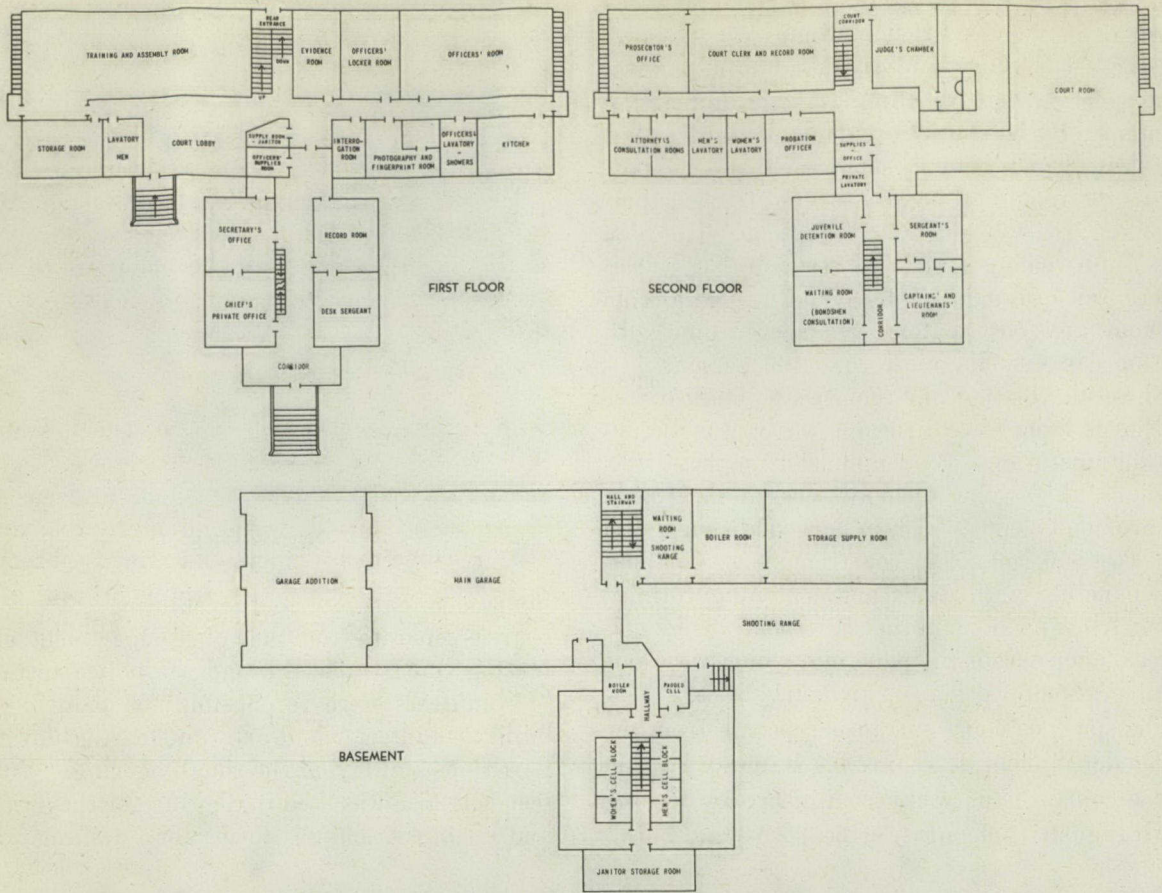 REAR
ENTRANCE
TRAINING AND ASSEMBLY ROOM
DOWN
UP
EVIDENCE
ROOM
OFFICERS'
LOCKER ROOM
OFFICERS' ROOM
STORAGE ROOM
LAVATORY
MEN
COURT LOBBY
SUPPLY ROOM
- JANITOR
OFFICERS'
SUPPLIES
ROOM
INTERRO-
GATION
ROOM
PHOTOGRAPHY AND
FINGERPRINT ROOM
OFFICERS'
LAVATORY
-
SHOWERS
KITCHEN
SECRETARY'S
OFFICE
RECORD ROOM
CHIEF'S
PRIVATE OFFICE
DESK SERGEANT
CORRIDOR
FIRST FLOOR
PROSECUTOR'S
OFFICE
COURT CLERK AND RECORD ROOM
COURT
CORRIDOR
JUDGE'S CHAMBER
COURT ROOM
ATTORNEY'S
CONSULTATION ROOMS
MEN'S
LAVATORY
WOMEN'S
LAVATORY
PROBATION
OFFICER
SUPPLIES
-
OFFICE
PRIVATE
LAVATORY
JUVENILE
DETENTION ROOM
SERGEANT'S
ROOM
WAITING ROOM
-
(BONDSMEN
CONSULTATION)
CORRIDOR
CAPTAINS' AND
LIEUTENANTS'
ROOM
SECOND FLOOR
HALL AND
STAIRWAY
WAITING
ROOM
-
SHOOTING
RANGE
BOILER ROOM
STORAGE SUPPLY ROOM
GARAGE ADDITION
MAIN GARAGE
SHOOTING RANGE
BOILER
ROOM
HALLWAY
PADDED
CELL
WOMEN'S CELL BLOCK
MEN'S CELL BLOCK
JANITOR STORAGE ROOM
BASEMENT